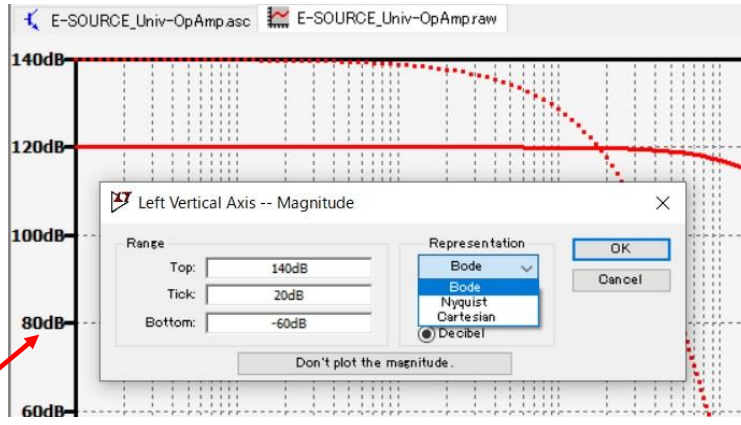 E-SOURCE_Univ-OpAmp.asc
E-SOURCE_Univ-OpAmp.raw
140dB
120dB
100dB
80dB
60dB
Left Vertical Axis -- Magnitude
Range
Top: 140dB
Tick: 20dB
Bottom: -60dB
Representation
Bode
Bode
Nyquist
Cartesian
Decibel
OK
Cancel
Don't plot the magnitude.